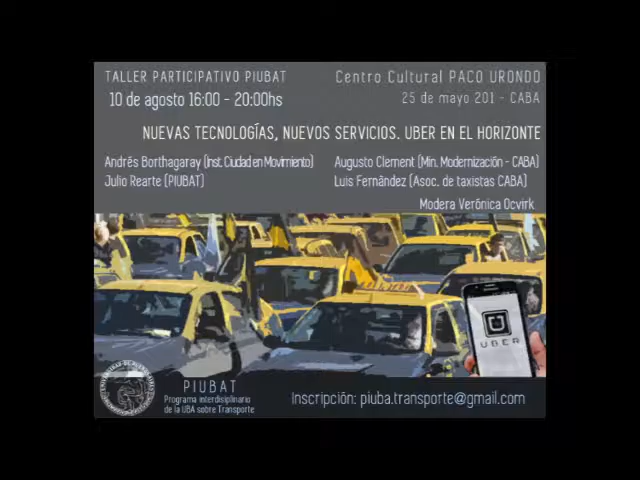 TALLER PARTICIPATIVO PIUBAT
Centro Cultural PACO URONDO
10 de agosto 16:00 - 20:00hs
25 de mayo 201 - CABA
NUEVAS TECNOLOGÍAS, NUEVOS SERVICIOS. UBER EN EL HORIZONTE
Andrés Borthagaray (Inst. Ciudad en Movimiento)
Augusto Clement (Min. Modernización - CABA)
Julio Rearte (PIUBAT)
Luis Fernández (Asoc. de taxistas CABA)
Modera Verónica Ocvirk
UBER
PIUBAT
Programa interdisiplinario
de la UBA sobre Transporte
Inscripción: piuba.transporte@gmail.com